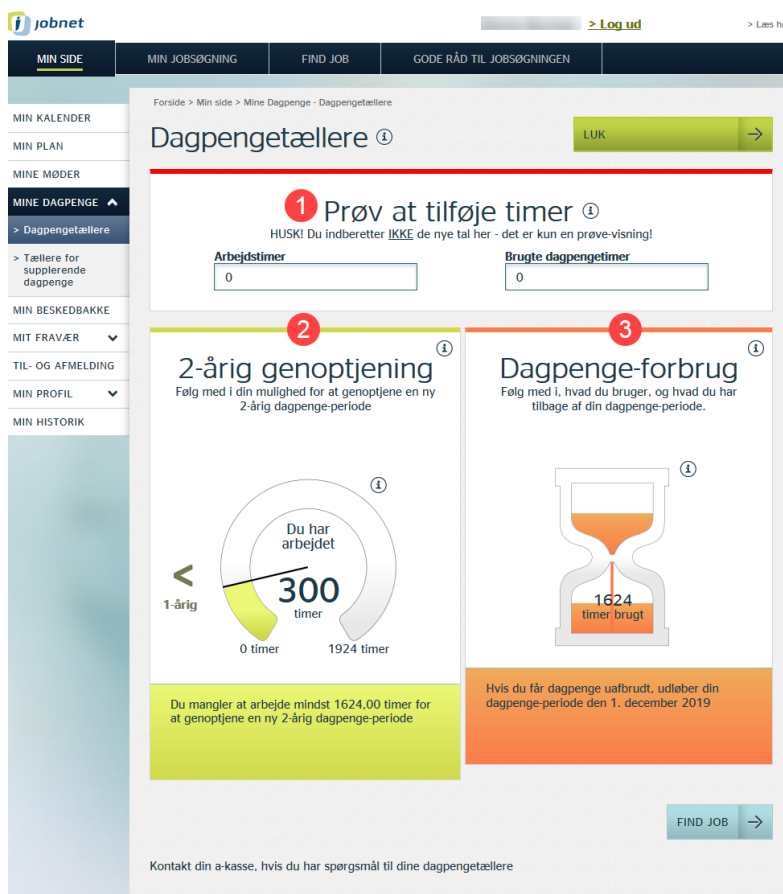 jobnet
> Log ud
> Læs
MIN SIDE
MIN JOBSØGNING
FIND JOB
GODE RÅD TIL JOBSØGNINGEN
Forside > Min side > Mine Dagpenge - Dagpengetællere
MIN KALENDER
MIN PLAN
MINE MØDER
MINE DAGPENGE
> Dagpengetællere
> Tællere for
supplerende
dagpenge
MIN BESKEDBAKKE
MIT FRAVÆR
TIL- OG AFMELDING
MIN PROFIL
MIN HISTORIK
Dagpengetællere
LUK
1
Prøv at tilføje timer
HUSK! Du indberetter IKKE de nye tal her - det er kun en prøve-visning!
Arbejdstimer
0
Brugte dagpengetimer
0
2
2-årig genoptjening
Følg med i din mulighed for at genoptjene en ny
2-årig dagpenge-periode
Du har
arbejdet
300
timer
<
1-årig
0 timer
1924 timer
Du mangler at arbejde mindst 1624,00 timer for
at genoptjene en ny 2-årig dagpenge-periode
3
Dagpenge-forbrug
Følg med i, hvad du bruger, og hvad du har
tilbage af din dagpenge-periode.
1624
timer brugt
Hvis du får dagpenge uafbrudt, udløber din
dagpenge-periode den 1. december 2019
FIND JOB
Kontakt din a-kasse, hvis du har spørgsmål til dine dagpengetællere